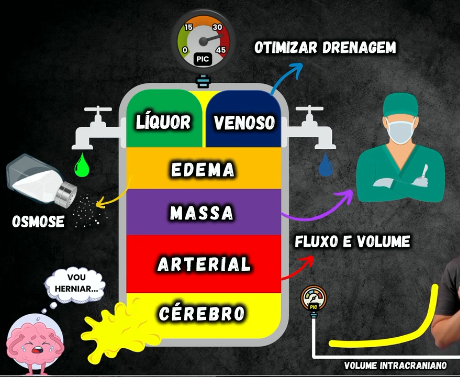 15
30
0
45
PIC
OTIMIZAR DRENAGEM
LÍQUOR
VENOSO
EDEMA
MASSA
OSMOSE
ARTERIAL
FLUXO E VOLUME
VOU
HERNIAR...
CÉREBRO
PIC
VOLUME INTRACRANIANO